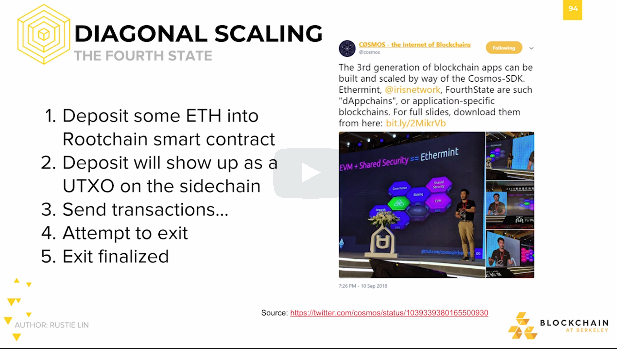 94
DIAGONAL SCALING
THE FOURTH STATE
1. Deposit some ETH into
Rootchain smart contract
2. Deposit will show up as a
UTXO on the sidechain
3. Send transactions...
4. Attempt to exit
5. Exit finalized
COSMOS - the Internet of Blockchains
@cosmos
Following
The 3rd generation of blockchain apps can be
built and scaled by way of the Cosmos-SDK.
Ethermint, @irisnetwork, FourthState are such
"dAppchains", or application-specific
blockchains. For full slides, download them
from here: bit.ly/2MikrVb
EVM + Shared Security == Ethermint
Governance
Shared Security
EVM
7:26 PM - 10 Sep 2018
Source: https://twitter.com/cosmos/status/1039339380165500930
AUTHOR: RUSTIE LIN
BLOCKCHAIN
AT BERKELEY